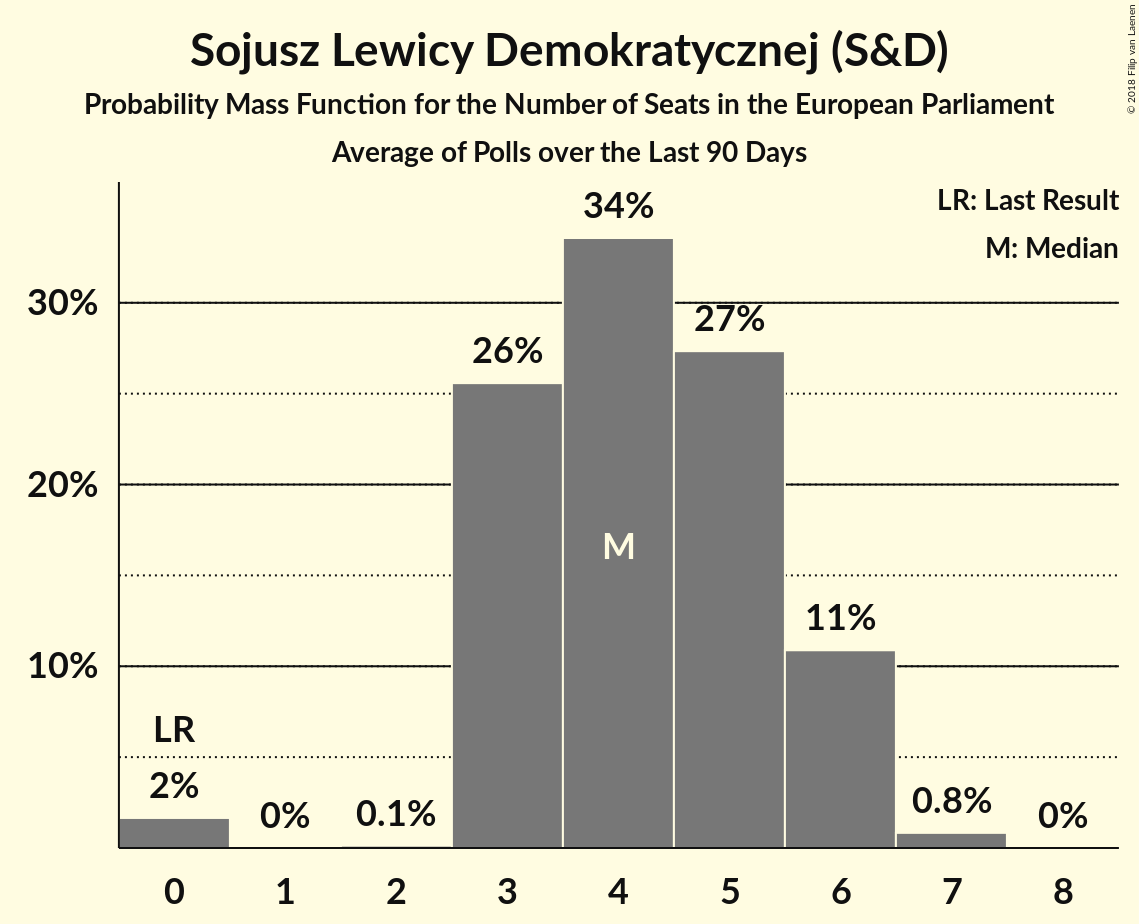 Sojusz Lewicy Demokratycznej (S&D)
Probability Mass Function for the Number of Seats in the European Parliament
Average of Polls over the Last 90 Days
© 2018 Filip van Laenen
LR: Last Result
M: Median
34%
30%
27%
26%
20%
M
11%
10%
LR
2%
0%
0.1%
0.8%
0%
0 1 2 3 4 5 6 7 8